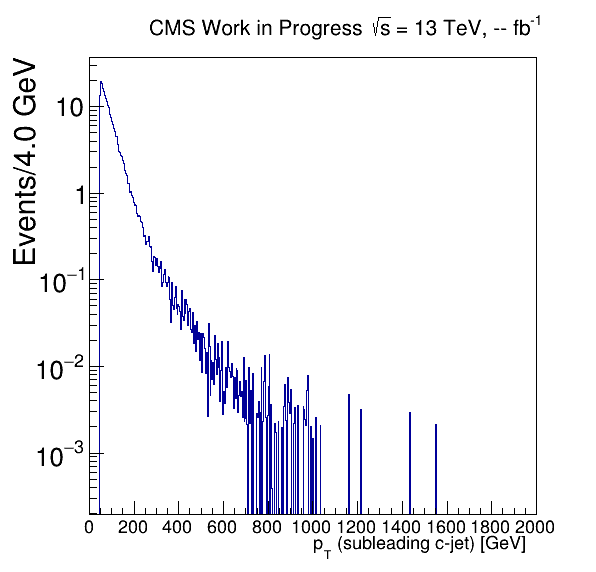 CMS Work in Progress √s = 13 TeV, -- fb⁻¹
Events/4.0 GeV
10
1
10⁻¹
10⁻²
10⁻³
0 200 400 600 800 1000 1200 1400 1600 1800 2000
p_T (subleading c-jet) [GeV]